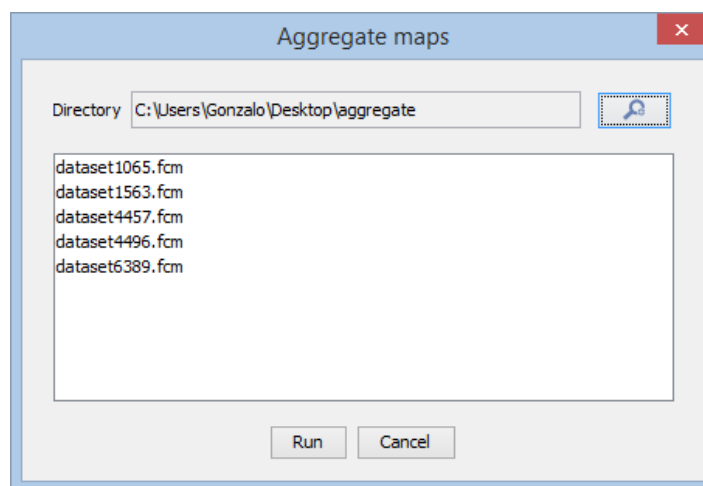 Aggregate maps
Directory C:\Users\Gonzalo\Desktop\aggregate
dataset1065.fcm
dataset1563.fcm
dataset4457.fcm
dataset4496.fcm
dataset6389.fcm
Run Cancel